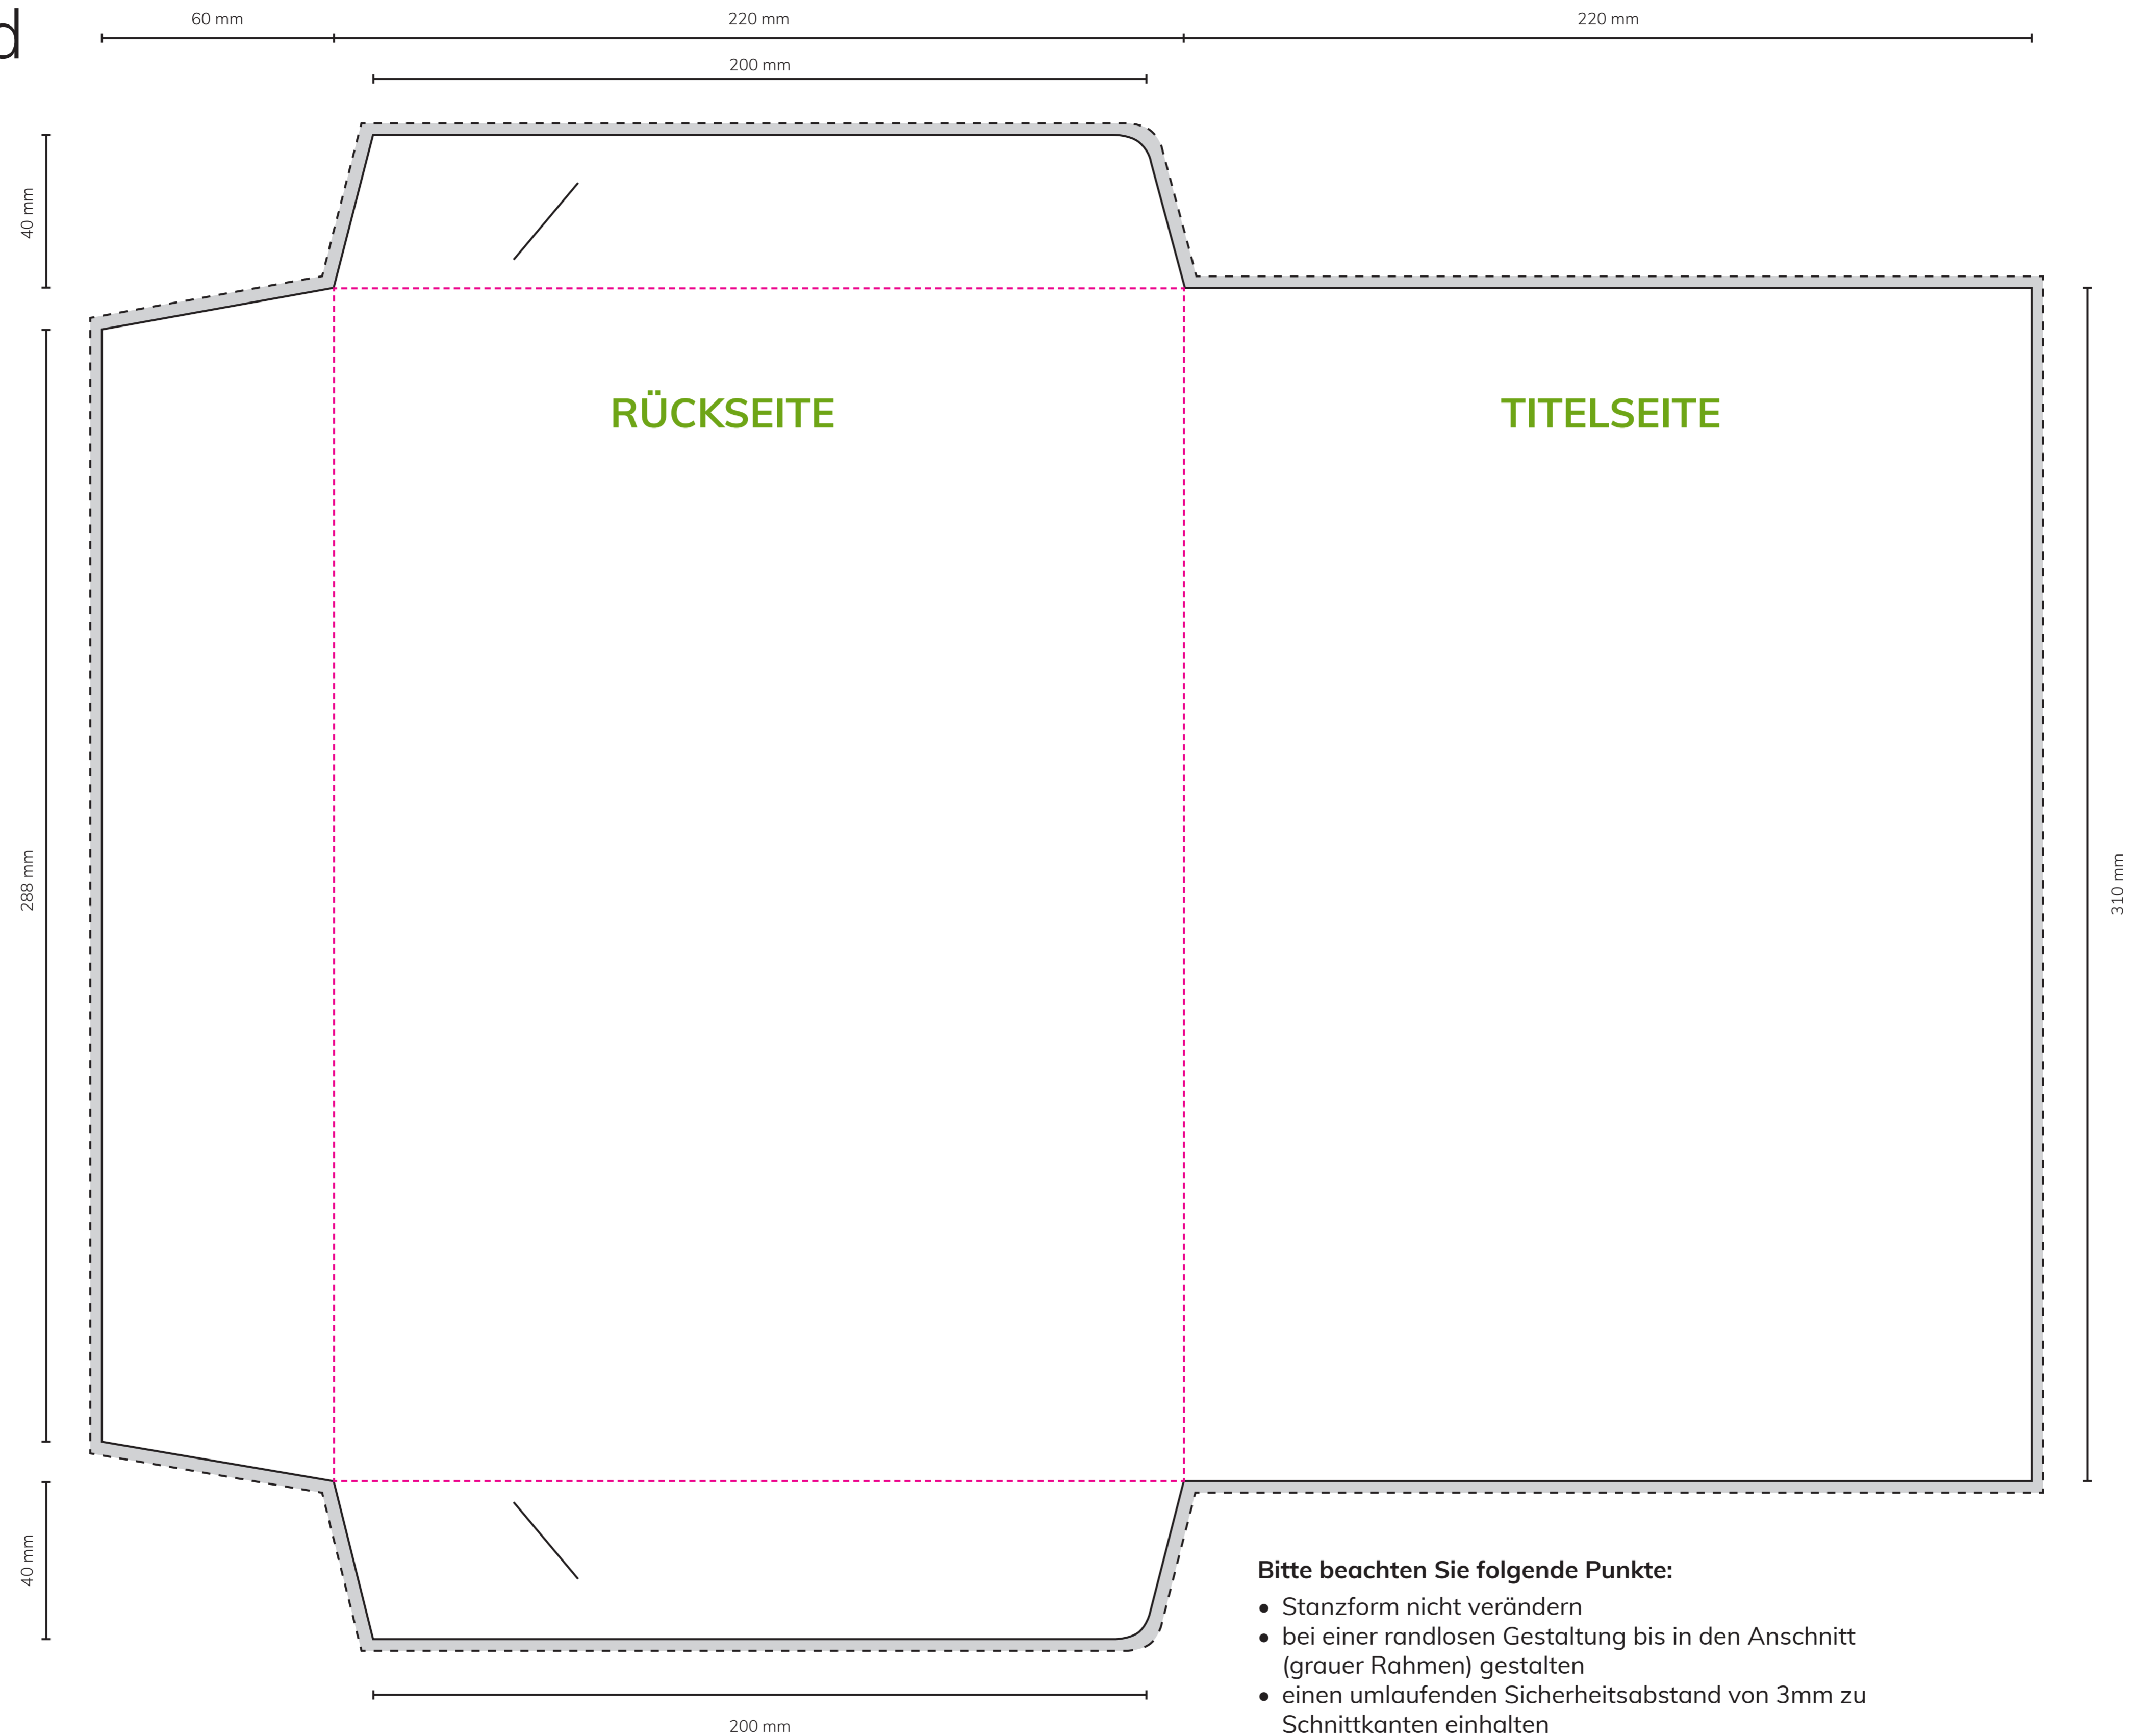 d
60 mm
220 mm
220 mm
200 mm
40 mm
RÜCKSEITE
TITELSEITE
288 mm
310 mm
40 mm
Bitte beachten Sie folgende Punkte:
• Stanzform nicht verändern
• bei einer randlosen Gestaltung bis in den Anschnitt
(grauer Rahmen) gestalten
• einen umlaufenden Sicherheitsabstand von 3mm zu
Schnittkanten einhalten
200 mm